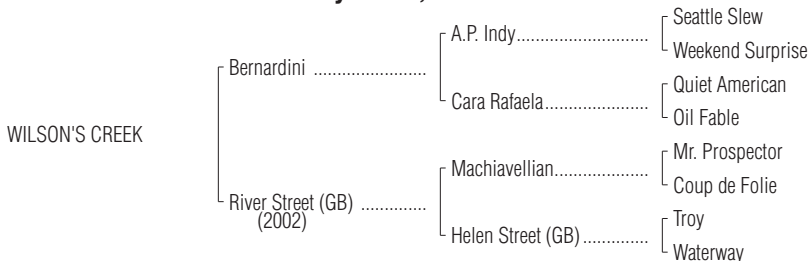 Seattle Slew
A.P. Indy
Weekend Surprise
Bernardini
Quiet American
Cara Rafaela
Oil Fable
WILSON'S CREEK
Mr. Prospector
Machiavellian
Coup de Folie
River Street (GB)
(2002)
Troy
Helen Street (GB)
Waterway